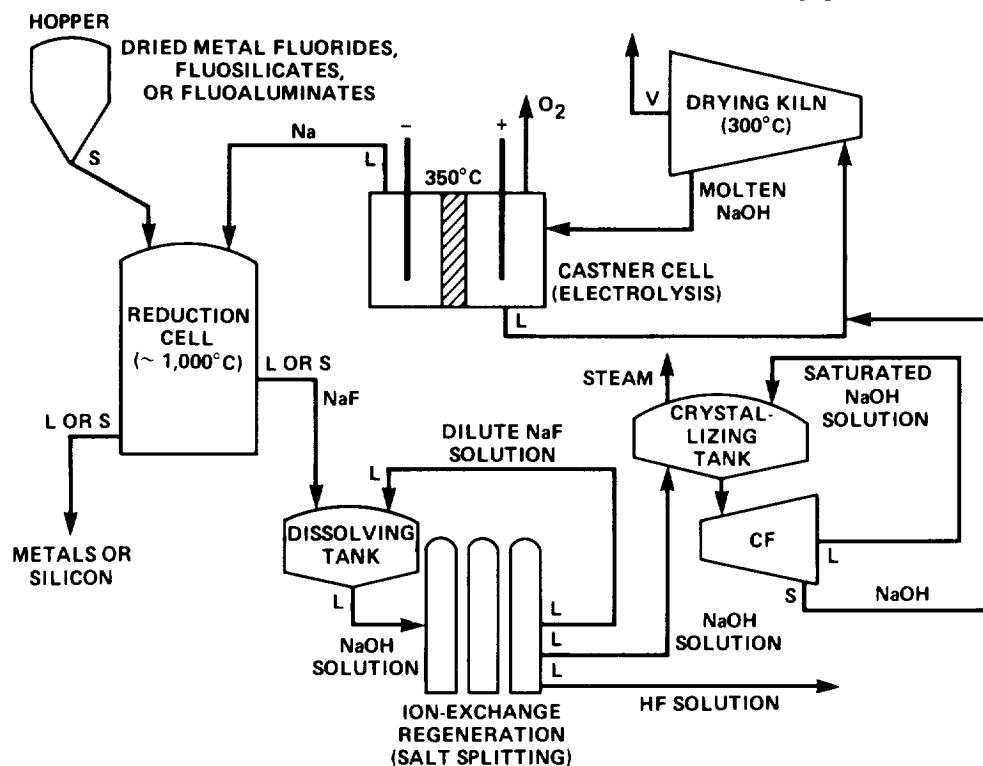 HOPPER
DRIED METAL FLUORIDES,
FLUOSILICATES,
OR FLUOALUMINATES
S
Na
L
–
+
O2
350°C
V
DRYING KILN
(300°C)
MOLTEN
NaOH
CASTNER CELL
(ELECTROLYSIS)
L
REDUCTION
CELL
(~ 1,000°C)
L OR S
NaF
L OR S
METALS OR
SILICON
STEAM
SATURATED
NaOH
SOLUTION
CRYSTAL-
LIZING
TANK
DILUTE NaF
SOLUTION
L
DISSOLVING
TANK
L
NaOH
SOLUTION
CF
L
S
NaOH
L
L
L
NaOH
SOLUTION
HF SOLUTION
ION-EXCHANGE
REGENERATION
(SALT SPLITTING)